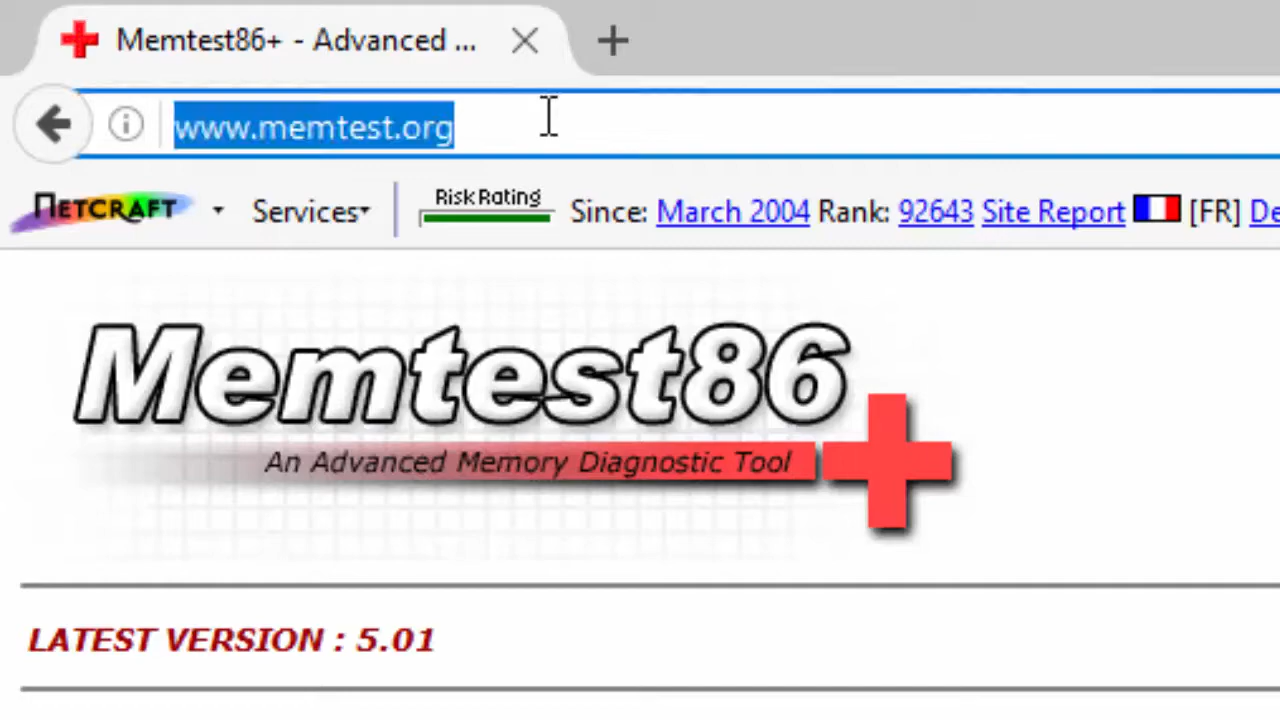 Memtest86+ - Advanced ...
www.memtest.org
NETCRAFT Services Risk Rating Since: March 2004 Rank: 92643 Site Report [FR] De
Memtest86
An Advanced Memory Diagnostic Tool
LATEST VERSION : 5.01